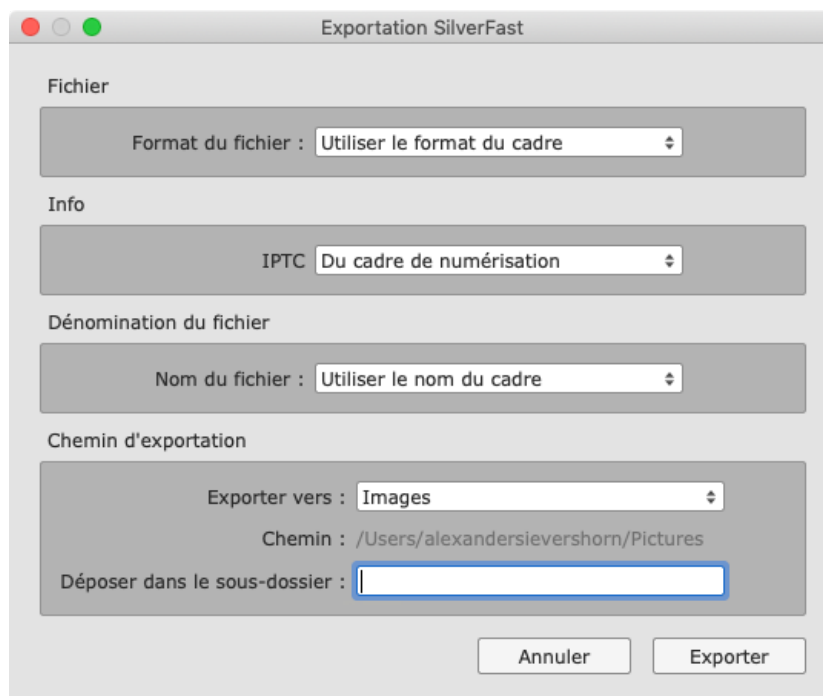 Exportation SilverFast
Fichier
Format du fichier : Utiliser le format du cadre
Info
IPTC Du cadre de numérisation
Dénomination du fichier
Nom du fichier : Utiliser le nom du cadre
Chemin d'exportation
Exporter vers : Images
Chemin : /Users/alexandersievershorn/Pictures
Déposer dans le sous-dossier :
Annuler Exporter